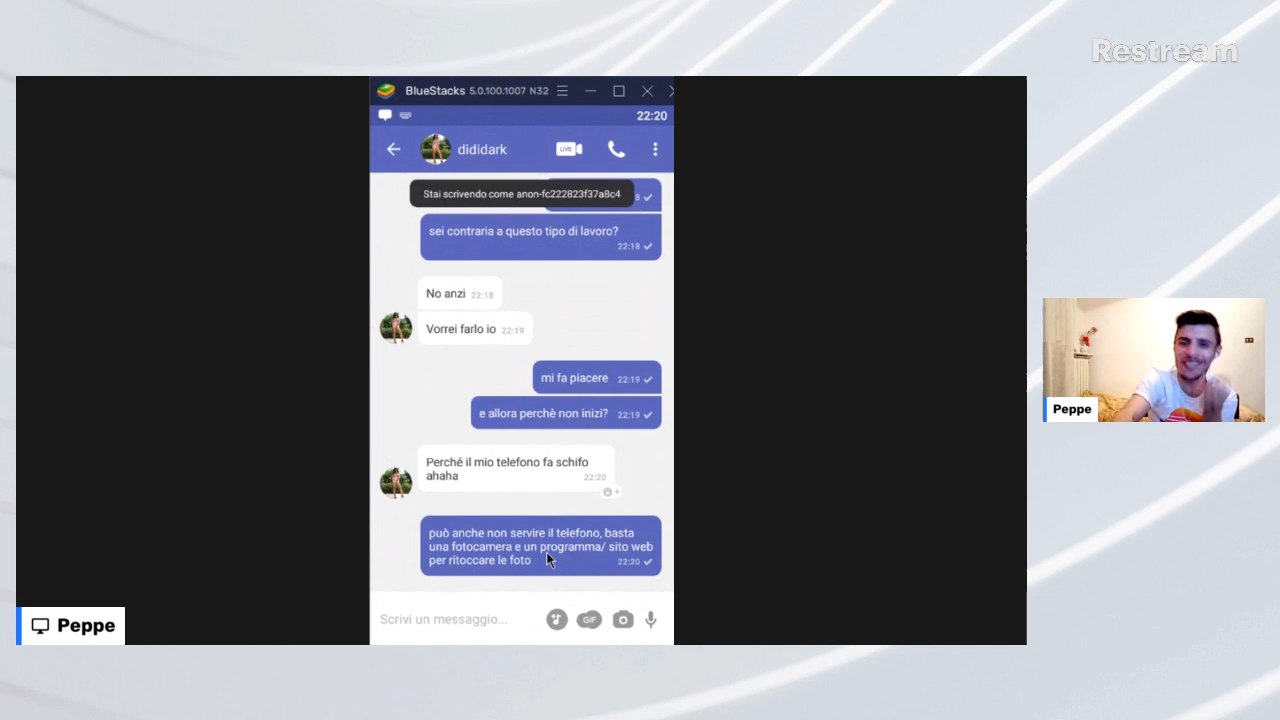 Restream
BlueStacks 5.0.100.1007 N32
22:20
dididark
LIVE
Stai scrivendo come anon-fc222823f37a8c4
8
sei contraria a questo tipo di lavoro?
22:18
No anzi 22:18
Vorrei farlo io 22:19
mi fa piacere 22:19
e allora perchè non inizi? 22:19
Perché il mio telefono fa schifo
ahaha 22:20
può anche non servire il telefono, basta
una fotocamera e un programma/ sito web
per ritoccare le foto 22:20
Scrivi un messaggio...
GIF
Peppe
Peppe